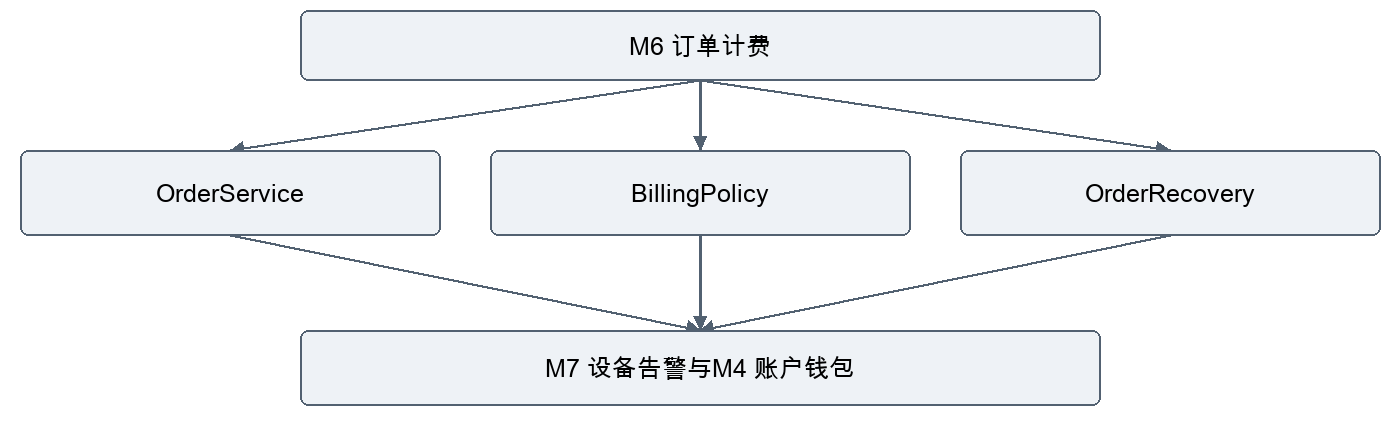 M6 订单计费
OrderService
BillingPolicy
OrderRecovery
M7 设备告警与M4 账户钱包